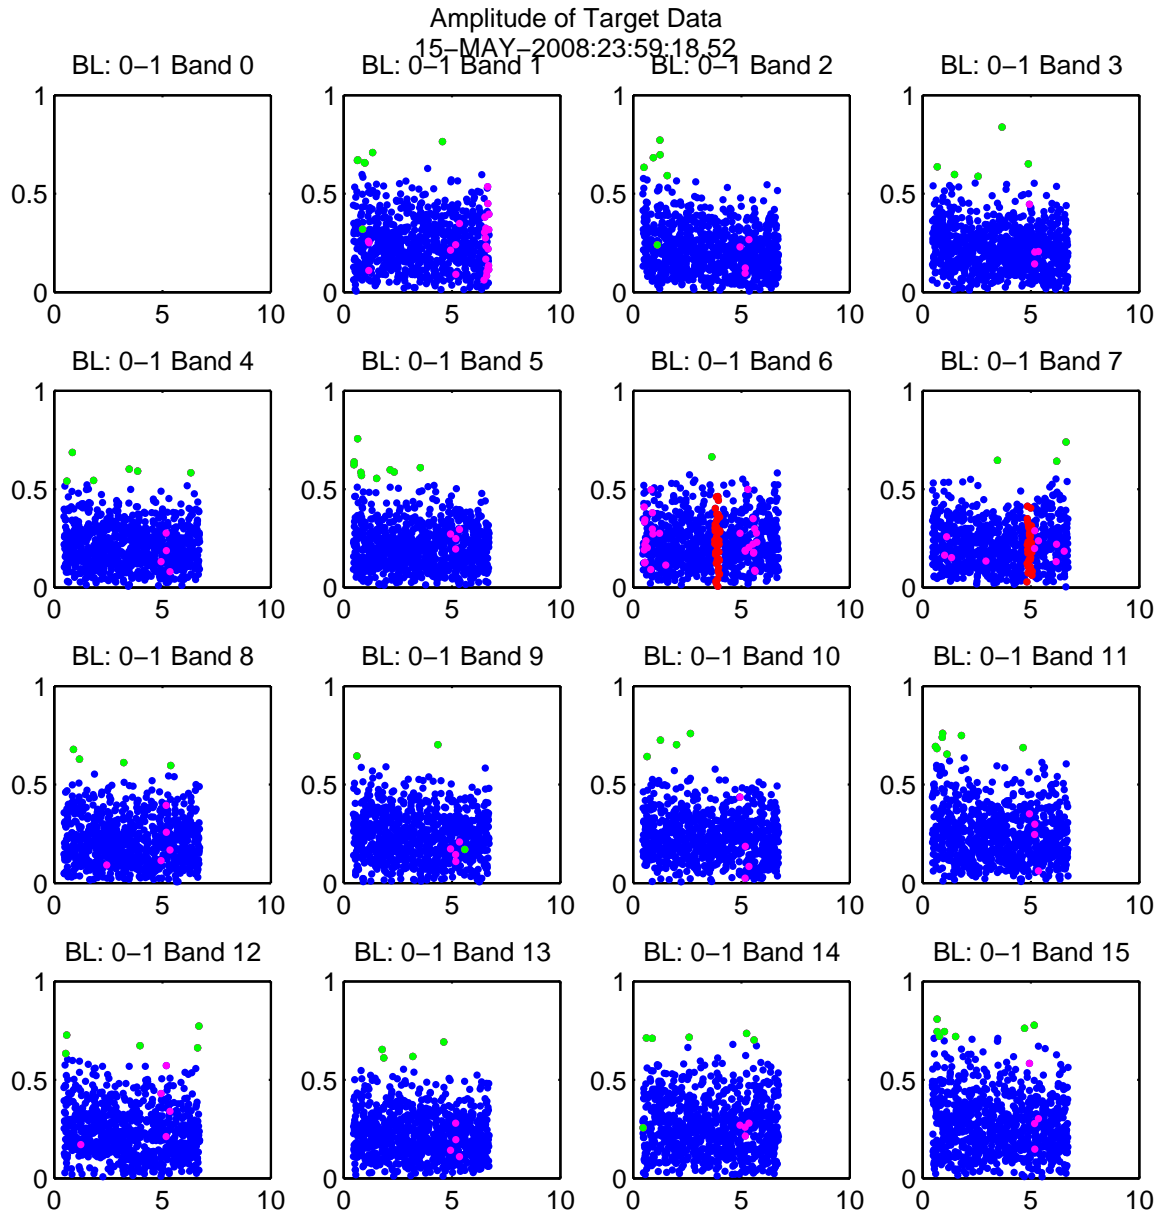 Amplitude of Target Data
15-MAY-2008:23:59:18.52
BL: 0-1 Band 0
BL: 0-1 Band 1
BL: 0-1 Band 2
BL: 0-1 Band 3
1
0.5
0
0 5 10
1
0.5
0
0 5 10
1
0.5
0
0 5 10
1
0.5
0
0 5 10
BL: 0-1 Band 4
BL: 0-1 Band 5
BL: 0-1 Band 6
BL: 0-1 Band 7
1
0.5
0
0 5 10
1
0.5
0
0 5 10
1
0.5
0
0 5 10
1
0.5
0
0 5 10
BL: 0-1 Band 8
BL: 0-1 Band 9
BL: 0-1 Band 10
BL: 0-1 Band 11
1
0.5
0
0 5 10
1
0.5
0
0 5 10
1
0.5
0
0 5 10
1
0.5
0
0 5 10
BL: 0-1 Band 12
BL: 0-1 Band 13
BL: 0-1 Band 14
BL: 0-1 Band 15
1
0.5
0
0 5 10
1
0.5
0
0 5 10
1
0.5
0
0 5 10
1
0.5
0
0 5 10